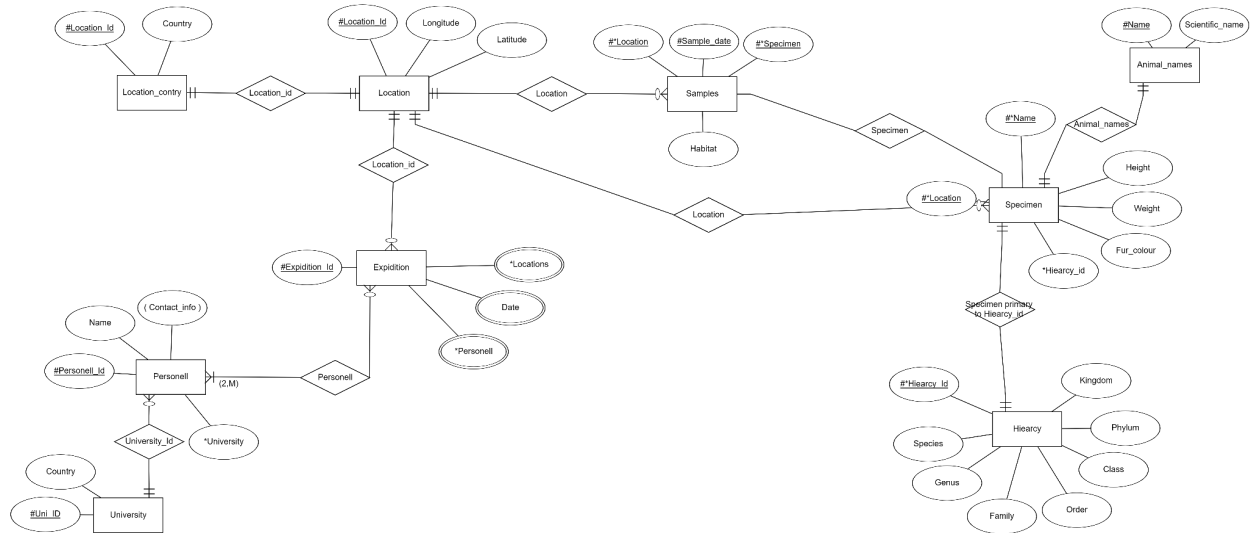 #Location_Id
Country
Location_contry
Location_id
#Location_Id
Longitude
Latitude
Location
Location
#*Location
#Sample_date
#*Specimen
Samples
Habitat
Specimen
#Name
Scientific_name
Animal_names
Animal_names
#*Name
Height
Weight
Fur_colour
*Hiearcy_id
#*Location
Specimen
Location
Location_id
#Expidition_Id
Expidition
*Locations
Date
*Personell
( Contact_info )
Name
#Personell_Id
Personell
(2,M)
Personell
*University
University_Id
Country
#Uni_ID
University
Specimen primary
to Hiearcy_id
#*Hiearcy_Id
Kingdom
Hiearcy
Phylum
Species
Class
Genus
Order
Family